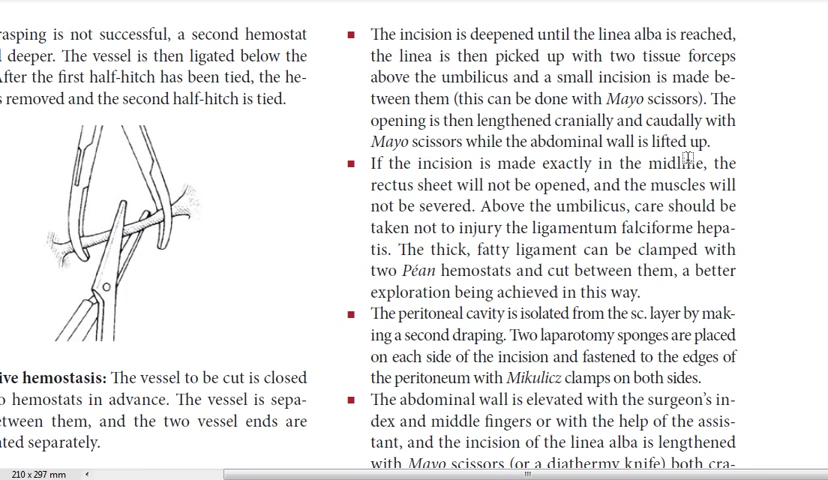 rasping is not successful, a second hemostat
deeper. The vessel is then ligated below the
After the first half-hitch has been tied, the he-
s removed and the second half-hitch is tied.
ive hemostasis: The vessel to be cut is closed
o hemostats in advance. The vessel is sepa-
etween them, and the two vessel ends are
ated separately.
■ The incision is deepened until the linea alba is reached,
the linea is then picked up with two tissue forceps
above the umbilicus and a small incision is made be-
tween them (this can be done with Mayo scissors). The
opening is then lengthened cranially and caudally with
Mayo scissors while the abdominal wall is lifted up.
■ If the incision is made exactly in the midline, the
rectus sheet will not be opened, and the muscles will
not be severed. Above the umbilicus, care should be
taken not to injury the ligamentum falciforme hepa-
tis. The thick, fatty ligament can be clamped with
two Péan hemostats and cut between them, a better
exploration being achieved in this way.
■ The peritoneal cavity is isolated from the sc. layer by mak-
ing a second draping. Two laparotomy sponges are placed
on each side of the incision and fastened to the edges of
the peritoneum with Mikulicz clamps on both sides.
■ The abdominal wall is elevated with the surgeon's in-
dex and middle fingers or with the help of the assis-
tant, and the incision of the linea alba is lengthened
with Mayo scissors (or a diathermy knife) both cra-
210 x 297 mm